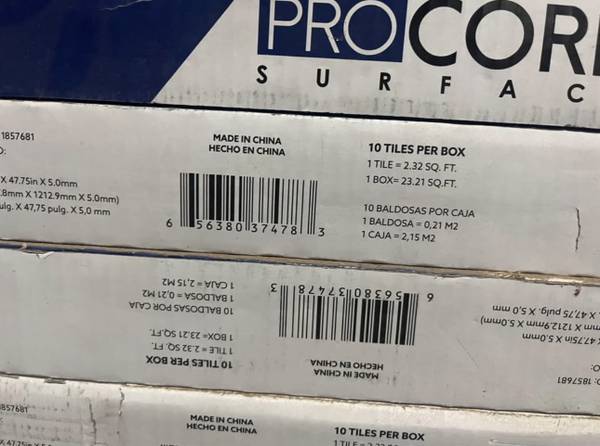 PROCOR
SURFAC
1857681
MADE IN CHINA
HECHO EN CHINA
X 47.75in X 5.0mm
.8mm X 1212.9mm X 5.0mm)
ulg. X 47,75 pulg. X 5,0 mm
6 56380 37478 3
10 TILES PER BOX
1 TILE = 2.32 SQ. FT.
1 BOX= 23.21 SQ.FT.
10 BALDOSAS POR CAJA
1 BALDOSA = 0,21 M2
1 CAJA = 2,15 M2
10 TILES PER BOX
1 TILE = 2.32 SQ. FT.
1 BOX= 23.21 SQ.FT.
10 BALDOSAS POR CAJA
1 BALDOSA = 0,21 M2
1 CAJA = 2,15 M2
MADE IN CHINA
HECHO EN CHINA
6 56380 37478 3
O: 1857681
X 47.75in X 5.0mm
m X 1212.9mm X 5.0mm)
. X 47,75 pulg. X 5,0 mm
1857681
MADE IN CHINA
HECHO EN CHINA
10 TILES PER BOX